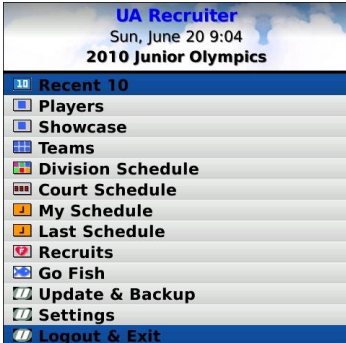 UA Recruiter
Sun, June 20 9:04
2010 Junior Olympics
10 Recent 10
Players
Showcase
Teams
Division Schedule
Court Schedule
My Schedule
Last Schedule
Recruits
Go Fish
Update & Backup
Settings
Logout & Exit